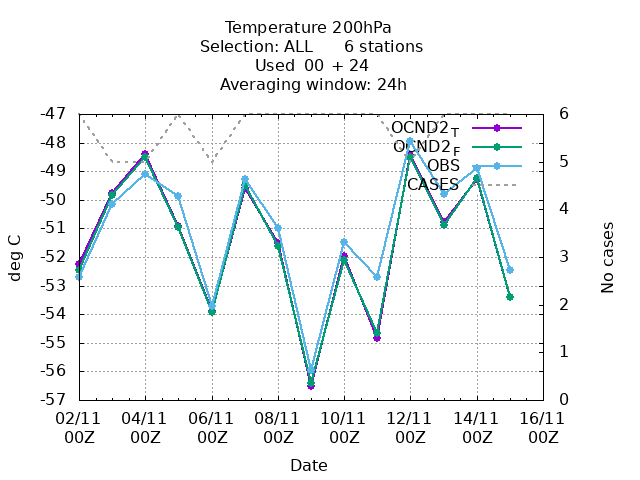 Temperature 200hPa
Selection: ALL 6 stations
Used 00 + 24
Averaging window: 24h
-47
-48
-49
-50
-51
-52
-53
-54
-55
-56
-57
6
5
4
3
2
1
0
OCND2T
OCND2F
OBS
CASES
deg C
No cases
02/11 04/11 06/11 08/11 10/11 12/11 14/11 16/11
00Z 00Z 00Z 00Z 00Z 00Z 00Z 00Z
Date